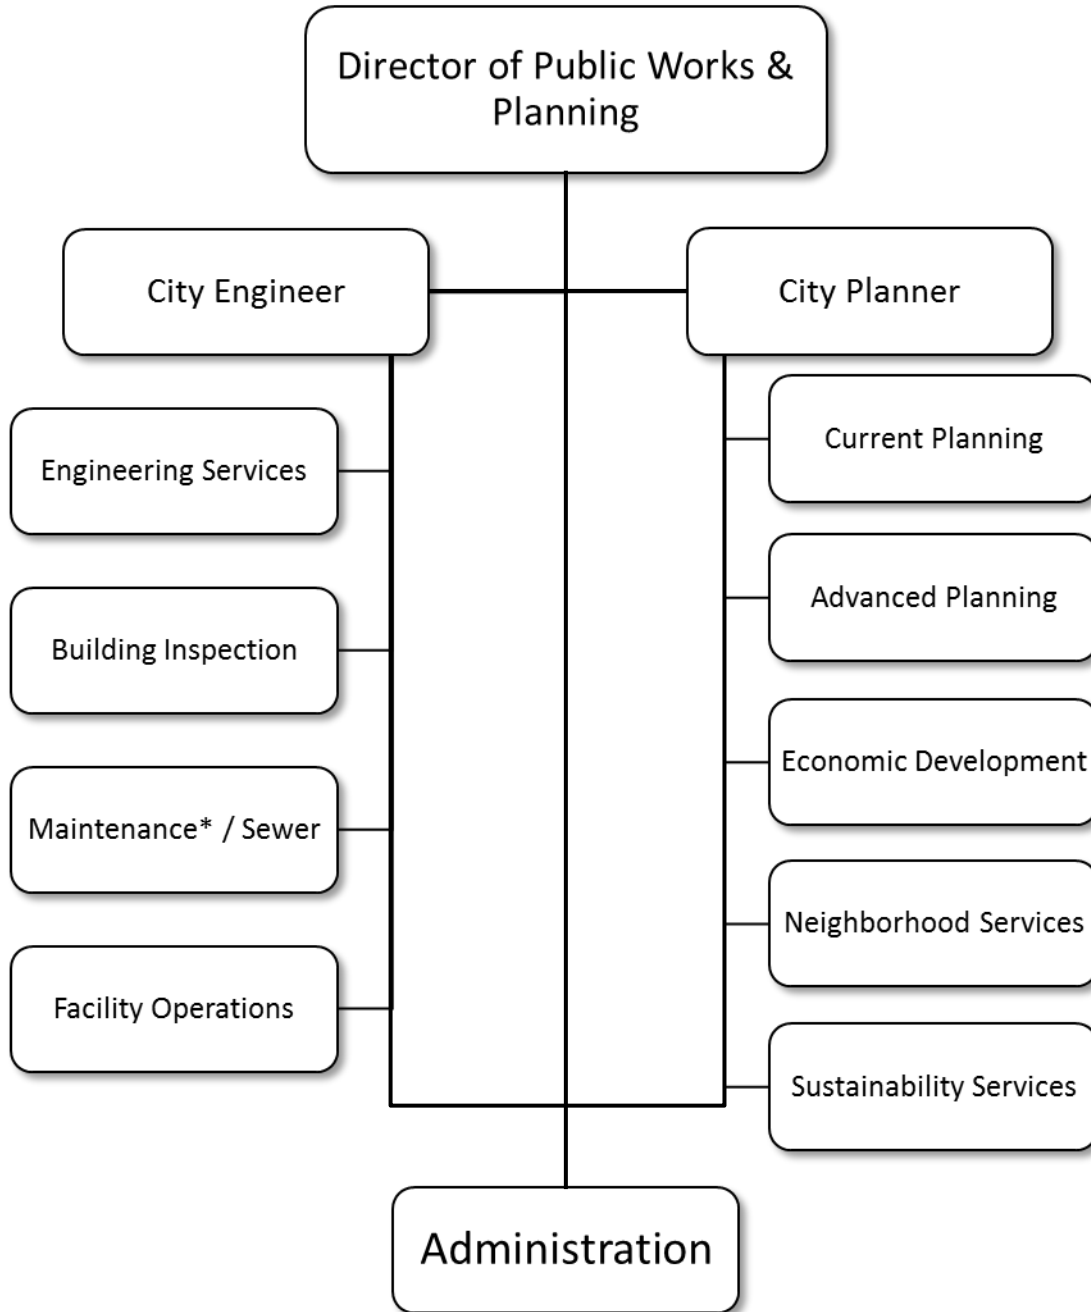 Director of Public Works &
Planning
City Engineer
City Planner
Engineering Services
Building Inspection
Maintenance* / Sewer
Facility Operations
Current Planning
Advanced Planning
Economic Development
Neighborhood Services
Sustainability Services
Administration